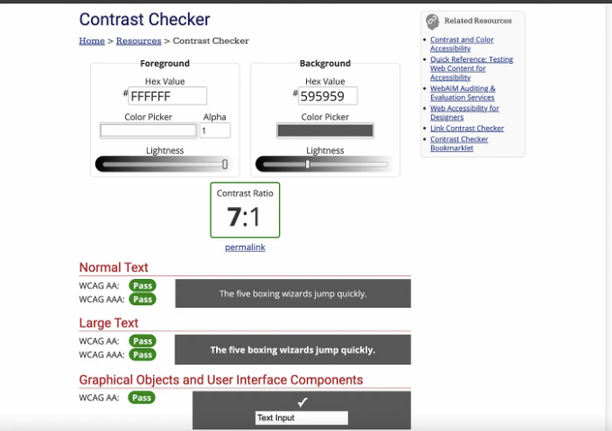 Contrast Checker
Home > Resources > Contrast Checker
Foreground
Hex Value
# FFFFFF
Color Picker
Alpha
1
Lightness
Background
Hex Value
# 595959
Color Picker
Lightness
Contrast Ratio
7:1
permalink
Normal Text
WCAG AA: Pass
WCAG AAA: Pass
The five boxing wizards jump quickly.
Large Text
WCAG AA: Pass
WCAG AAA: Pass
The five boxing wizards jump quickly.
Graphical Objects and User Interface Components
WCAG AA: Pass
Text Input
Related Resources
Contrast and Color
Accessibility
Quick Reference: Testing
Web Content for
Accessibility
WebAIM Auditing &
Evaluation Services
Web Accessibility for
Designers
Link Contrast Checker
Contrast Checker
Bookmarklet